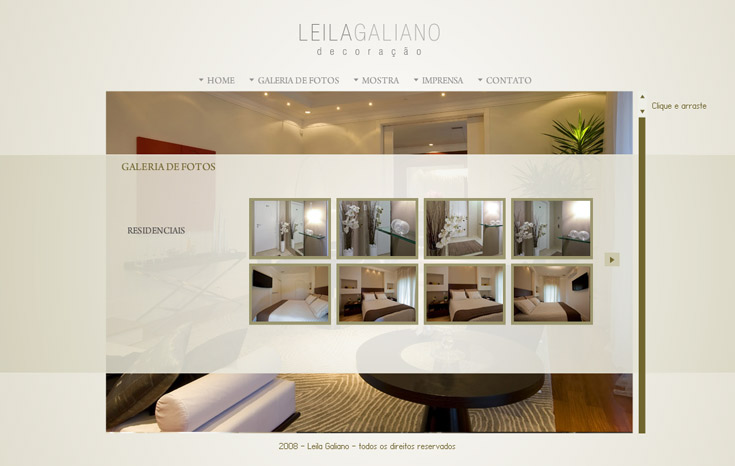 LEILAGALIANO
decoração
HOME
GALERIA DE FOTOS
MOSTRA
IMPRENSA
CONTATO
Clique e arraste
GALERIA DE FOTOS
RESIDENCIAIS
2008 - Leila Galiano - todos os direitos reservados